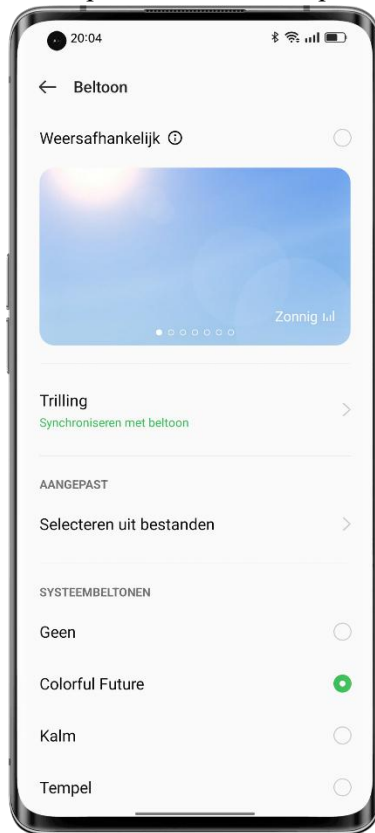 20:04
Beltoon
Weersafhankelijk
Zonnig
Trilling
Synchroniseren met beltoon
AANGEPAST
Selecteren uit bestanden
SYSTEEMBELTONEN
Geen
Colorful Future
Kalm
Tempel